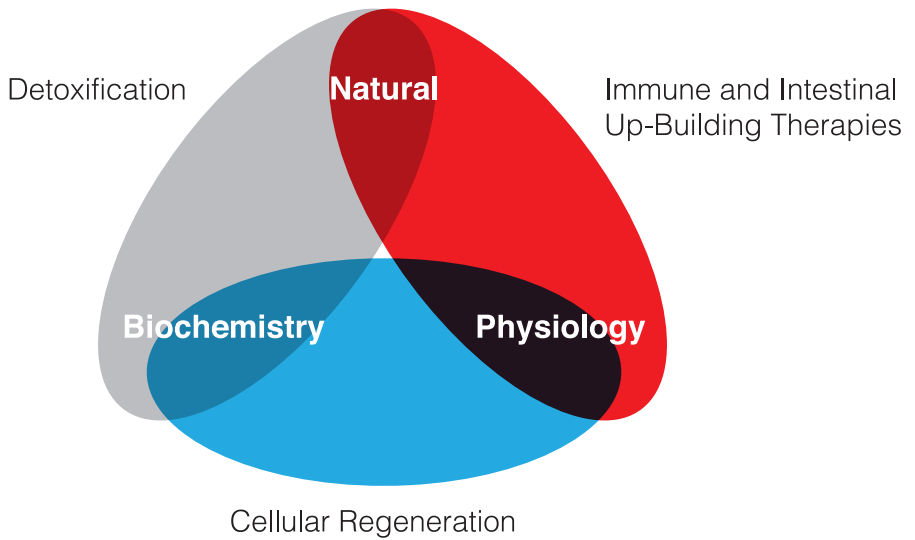 Natural
Detoxification
Immune and Intestinal
Up-Building Therapies
Biochemistry
Physiology
Cellular Regeneration